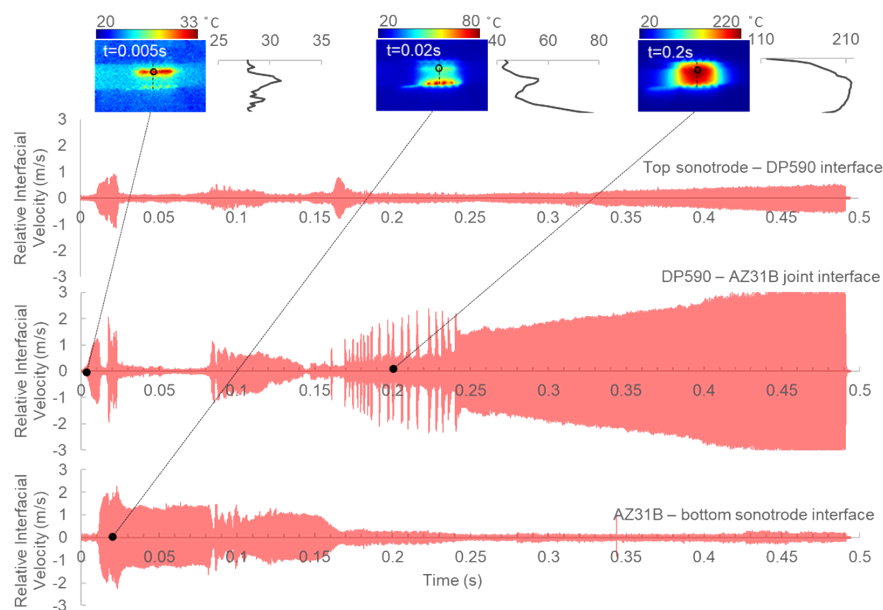 20 33 ˚C
25 30 35
t=0.005s
20 80 ˚C
40 60 80
t=0.02s
20 220 ˚C
110 210
t=0.2s
Relative Interfacial
Velocity (m/s)
3
2
1
0
-1
-2
-3
Top sonotrode – DP590 interface
0 0.05 0.1 0.15 0.2 0.25 0.3 0.35 0.4 0.45 0.5
DP590 – AZ31B joint interface
Relative Interfacial
Velocity (m/s)
3
2
1
0
-1
-2
-3
0 0.05 0.1 0.15 0.2 0.25 0.3 0.35 0.4 0.45 0.5
Relative Interfacial
Velocity (m/s)
3
2
1
0
-1
-2
-3
AZ31B – bottom sonotrode interface
0 0.05 0.1 0.15 0.2 0.25 0.3 0.35 0.4 0.45 0.5
Time (s)